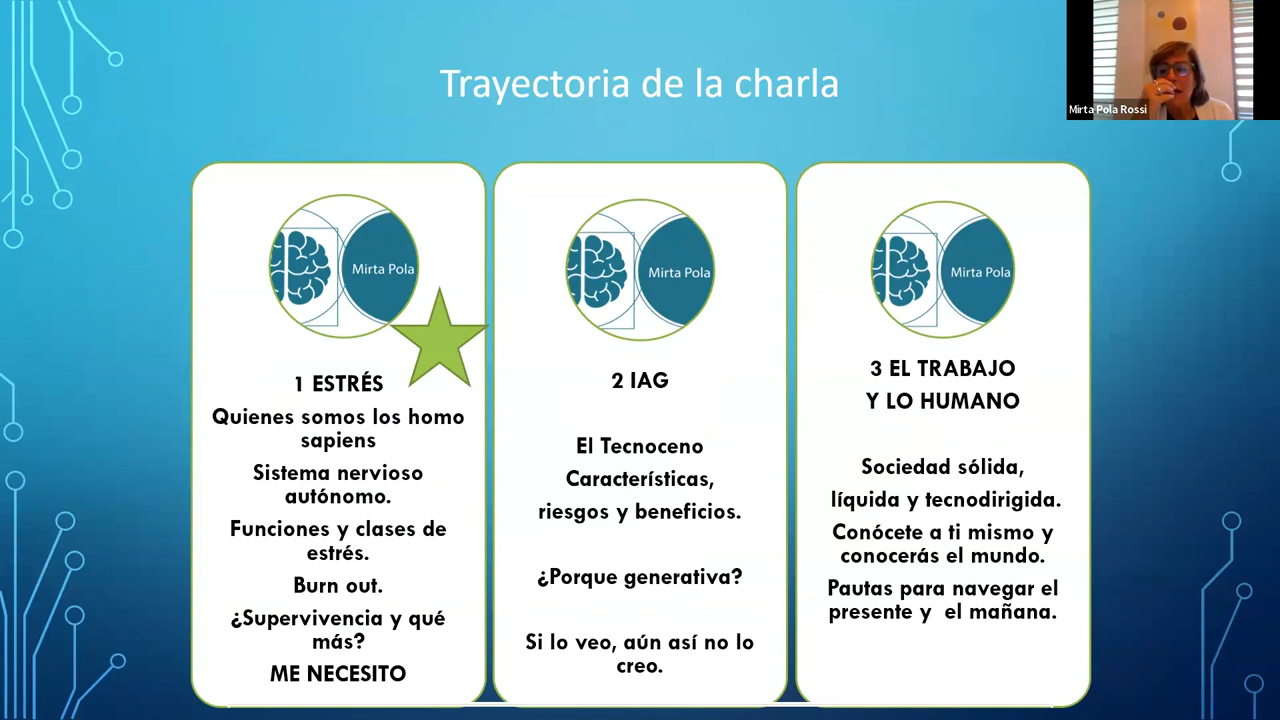 Trayectoria de la charla
Mirta Pola Rossi
Mirta Pola
1 ESTRÉS
Quienes somos los homo
sapiens
Sistema nervioso
autónomo.
Funciones y clases de
estrés.
Burn out.
¿Supervivencia y qué
más?
ME NECESITO
Mirta Pola
2 IAG
El Tecnoceno
Características,
riesgos y beneficios.
¿Porque generativa?
Si lo veo, aún así no lo
creo.
Mirta Pola
3 EL TRABAJO
Y LO HUMANO
Sociedad sólida,
líquida y tecnodirigida.
Conócete a ti mismo y
conocerás el mundo.
Pautas para navegar el
presente y  el mañana.